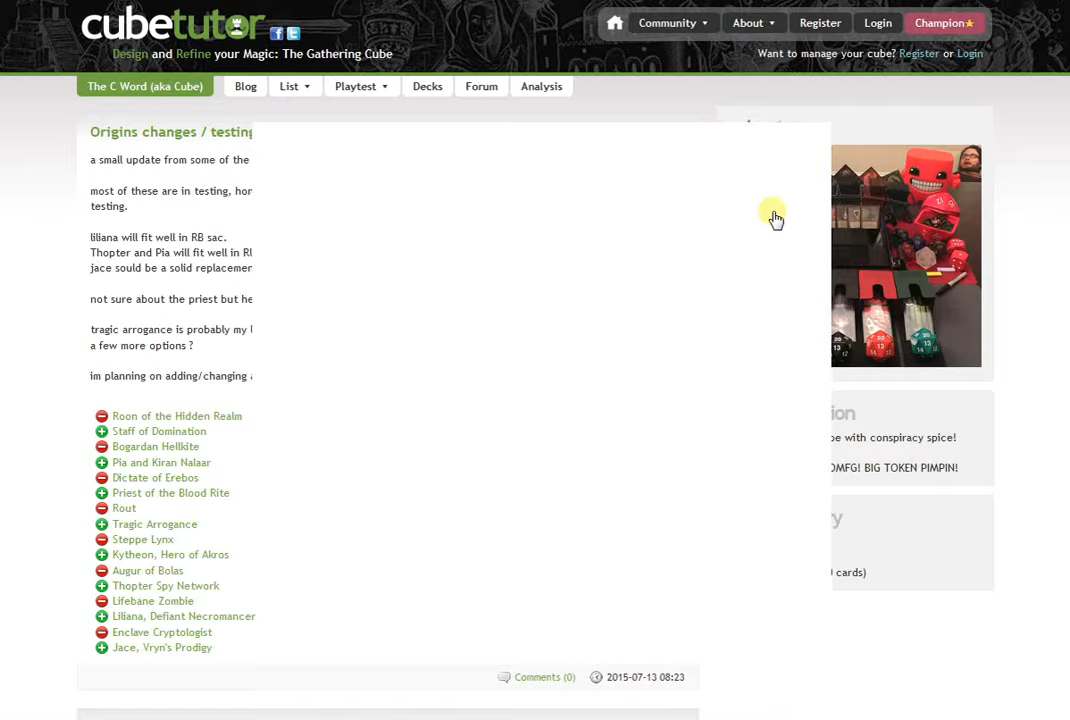 cubetutor
Design and Refine your Magic: The Gathering Cube
Community
About
Register
Login
Champion
Want to manage your cube? Register or Login
The C Word (aka Cube)
Blog
List
Playtest
Decks
Forum
Analysis
Origins changes / testing
a small update from some of the
most of these are in testing,
testing.
liliana will fit well in RB sac.
Thopter and Pia will fit well in
jace sould be a solid
not sure about the priest but
tragic arrogance is probably my
a few more options ?
im planning on adding/changing
Roon of the Hidden Realm
Staff of Domination
Bogardan Hellkite
Pia and Kiran Nalaar
Dictate of Erebos
Priest of the Blood Rite
Rout
Tragic Arrogance
Steppe Lynx
Kytheon, Hero of Akros
Augur of Bolas
Thopter Spy Network
Lifebane Zombie
Liliana, Defiant Necromancer
Enclave Cryptologist
Jace, Vryn's Prodigy
Comments (0)
2015-07-13 08:23
with conspiracy spice!
OMFG! BIG TOKEN PIMPIN!
cards)